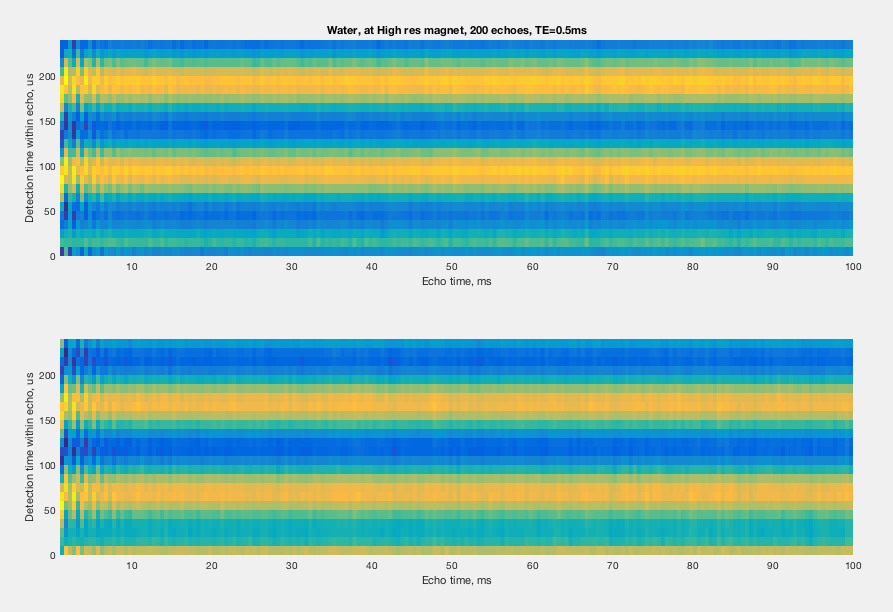 Water, at High res magnet, 200 echoes, TE=0.5ms
Detection time within echo, us
200
150
100
50
0
10 20 30 40 50 60 70 80 90 100
Echo time, ms
Detection time within echo, us
200
150
100
50
0
10 20 30 40 50 60 70 80 90 100
Echo time, ms